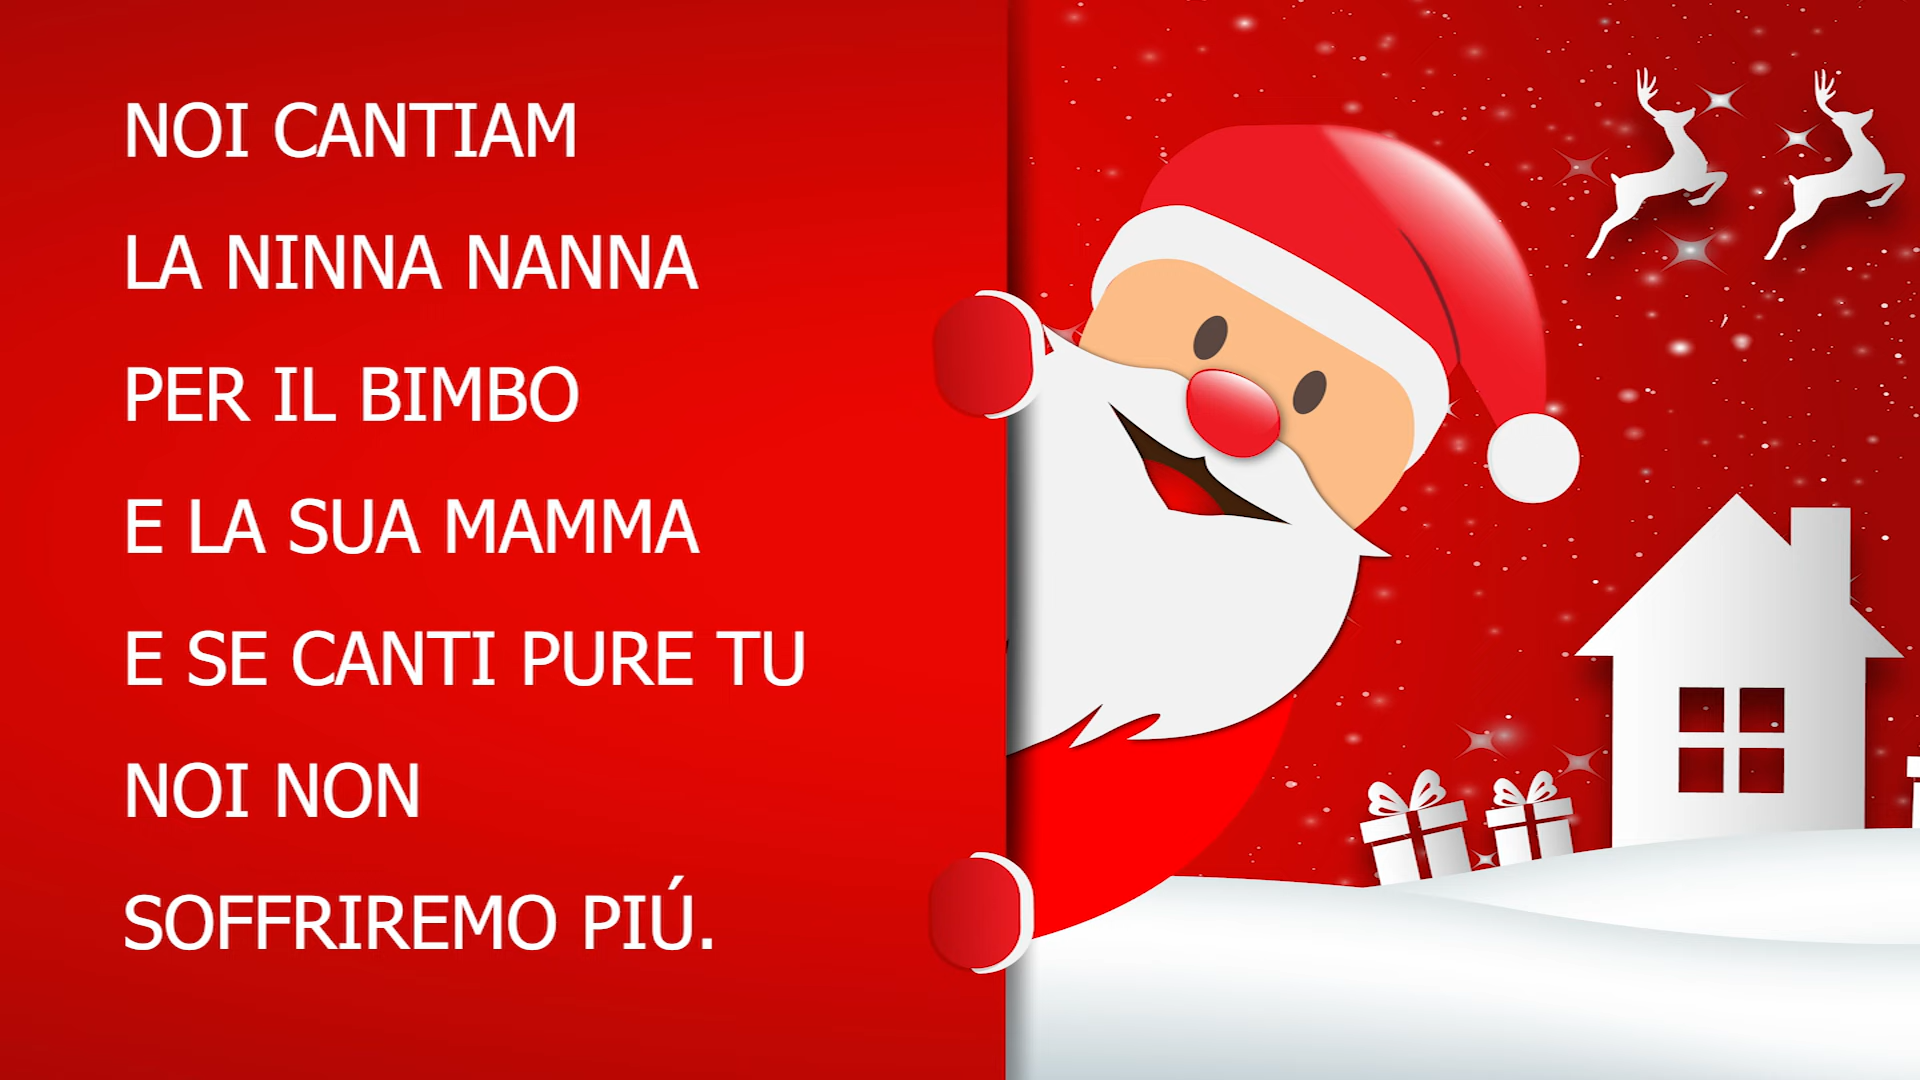 NOI CANTIAM
LA NINNA NANNA
PER IL BIMBO
E LA SUA MAMMA
E SE CANTI PURE TU
NOI NON
SOFFRIREMO PIÚ.